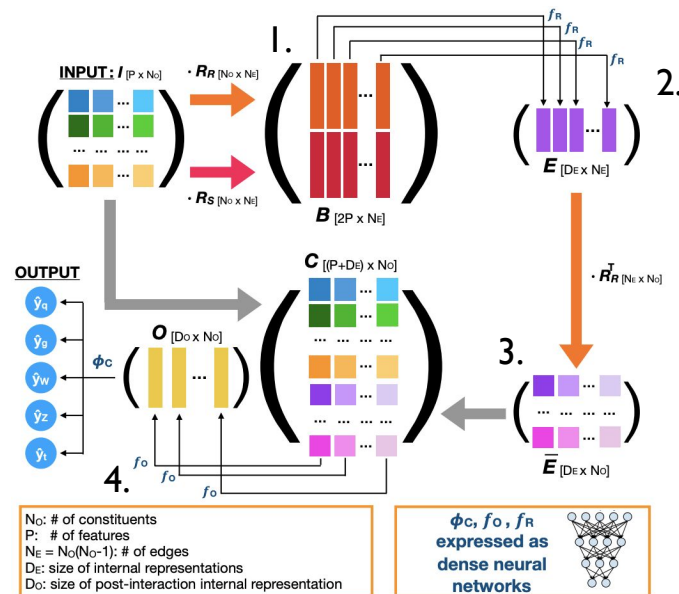 1.
fR
fR
fR
fR
INPUT: I [P x NO]
· RR [NO x NE]
2.
...
...
...
... ... ... ...
...
· RS [NO x NE]
B [2P x NE]
...
...
E [DE x NE]
C [(P+DE) x NO]
· RR^T [NE x NO]
OUTPUT
ŷq
ŷg
ŷw
ŷz
ŷt
ϕC
O [DO x NO]
...
...
...
... ... ...
...
...
... ... ...
...
3.
...
... ... ... ...
...
E̅ [DE x NO]
4.
fO
fO
fO
NO: # of constituents
P: # of features
NE = NO(NO-1): # of edges
DE: size of internal representations
DO: size of post-interaction internal representation
ϕC, fO, fR
expressed as
dense neural
networks